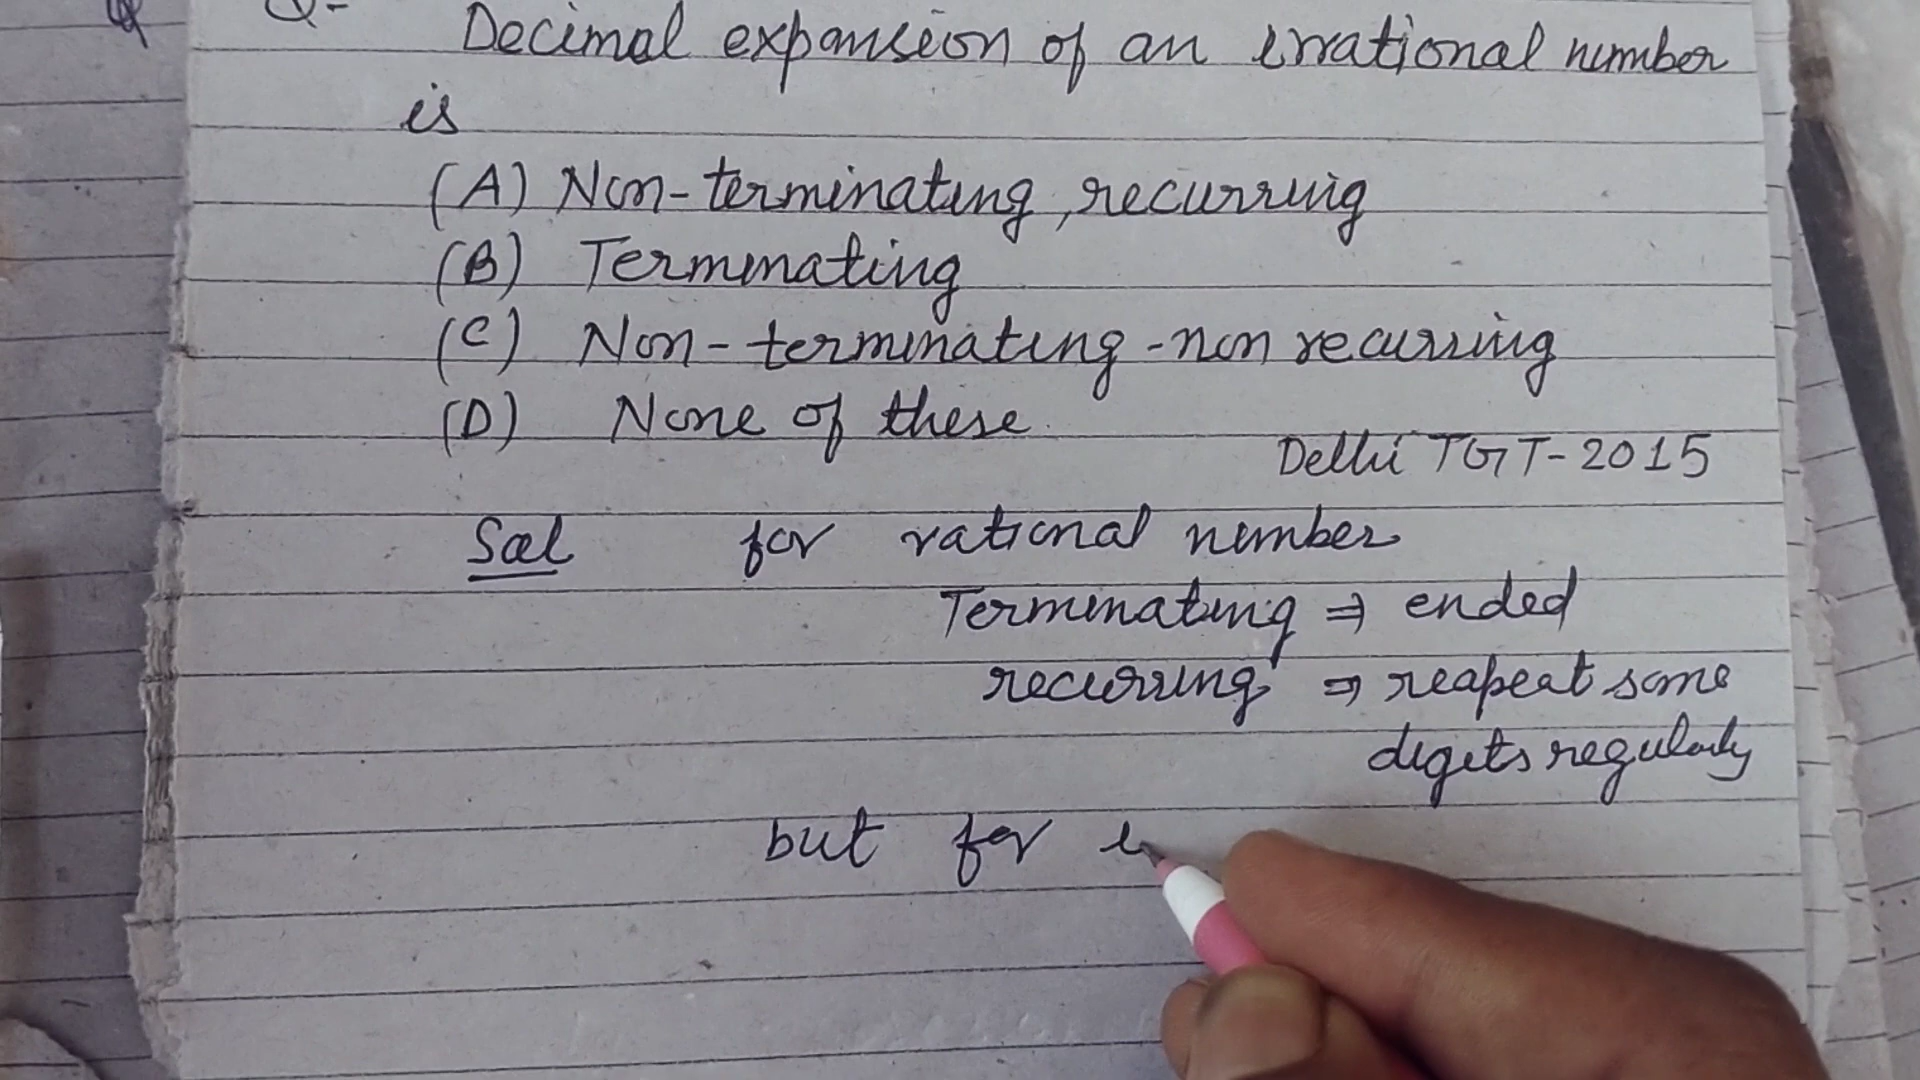 Q-
Decimal expansion of an irrational number
is
(A) Non-terminating, recurring
(B) Terminating
(C) Non-terminating-non recurring
(D) None of these
Delhi TGT-2015
Sol for rational number
Terminating ⇒ ended
recurring ⇒ reapeat some
digits regularly
but for